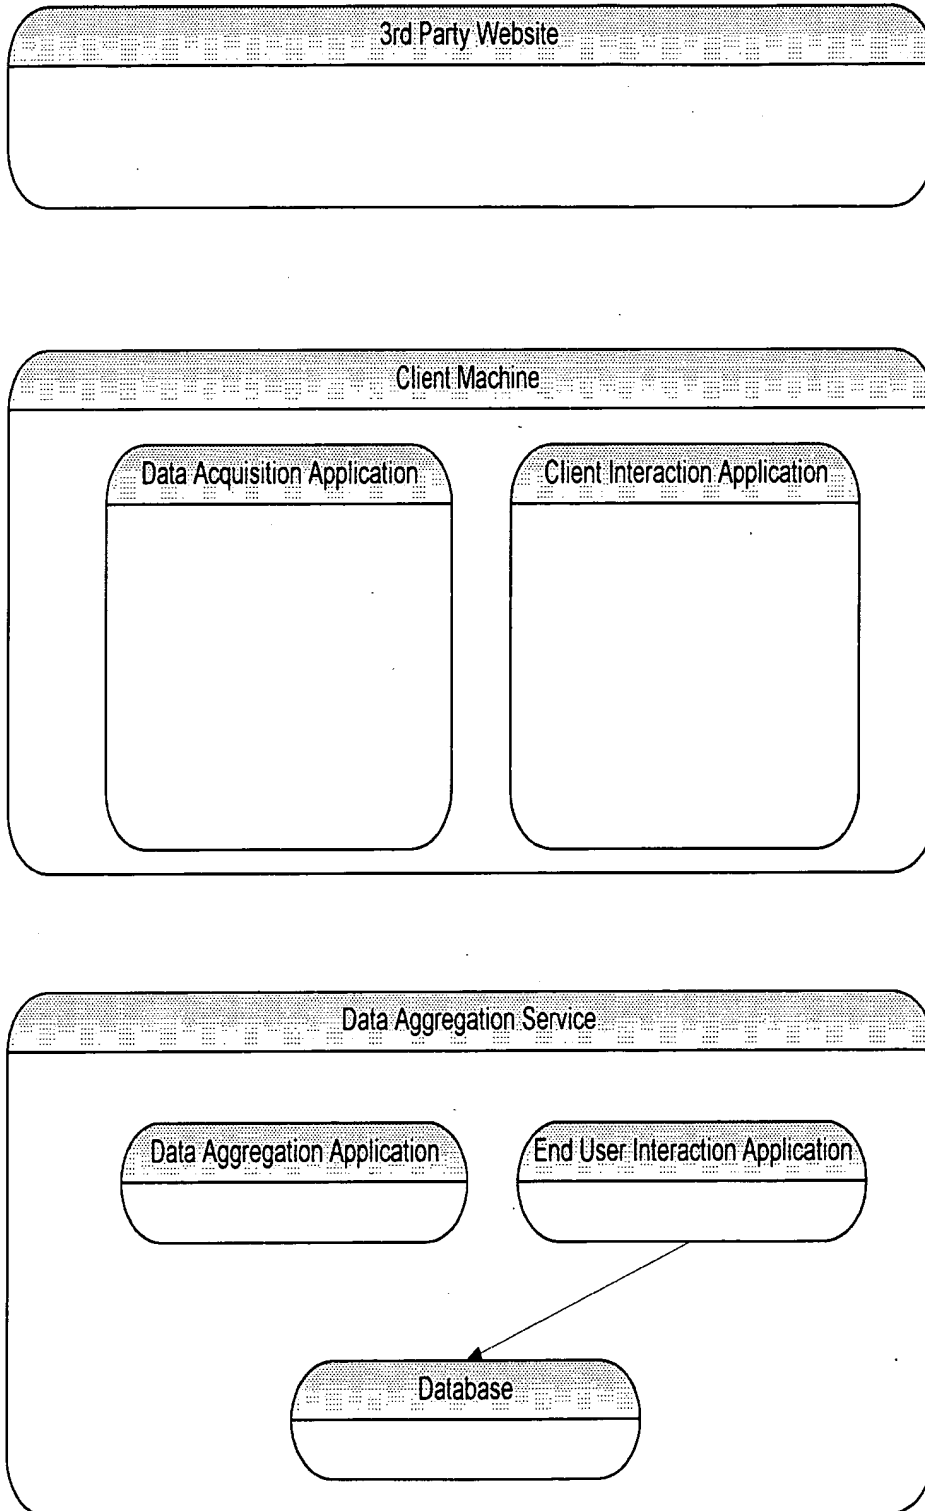 3rd Party Website
Client Machine
Data Acquisition Application
Client Interaction Application
Data Aggregation Service
Data Aggregation Application
End User Interaction Application
Database